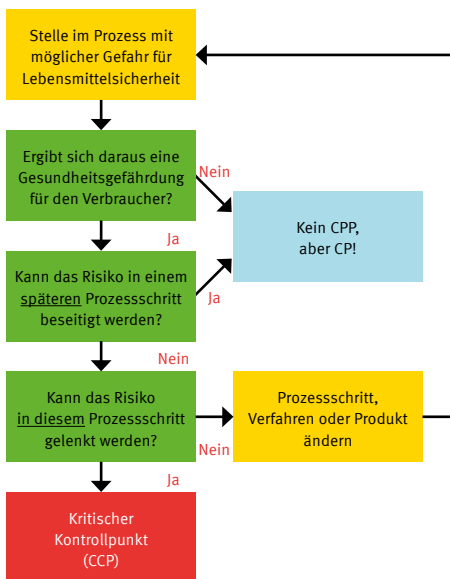 Stelle im Prozess mit
möglicher Gefahr für
Lebensmittelsicherheit
Ergibt sich daraus eine
Gesundheitsgefährdung
für den Verbraucher?
Nein
Kein CPP,
aber CP!
Ja
Kann das Risiko in einem
späteren Prozessschritt
beseitigt werden?
Ja
Nein
Kann das Risiko
in diesem Prozessschritt
gelenkt werden?
Nein
Prozessschritt,
Verfahren oder Produkt
ändern
Ja
Kritischer
Kontrollpunkt
(CCP)